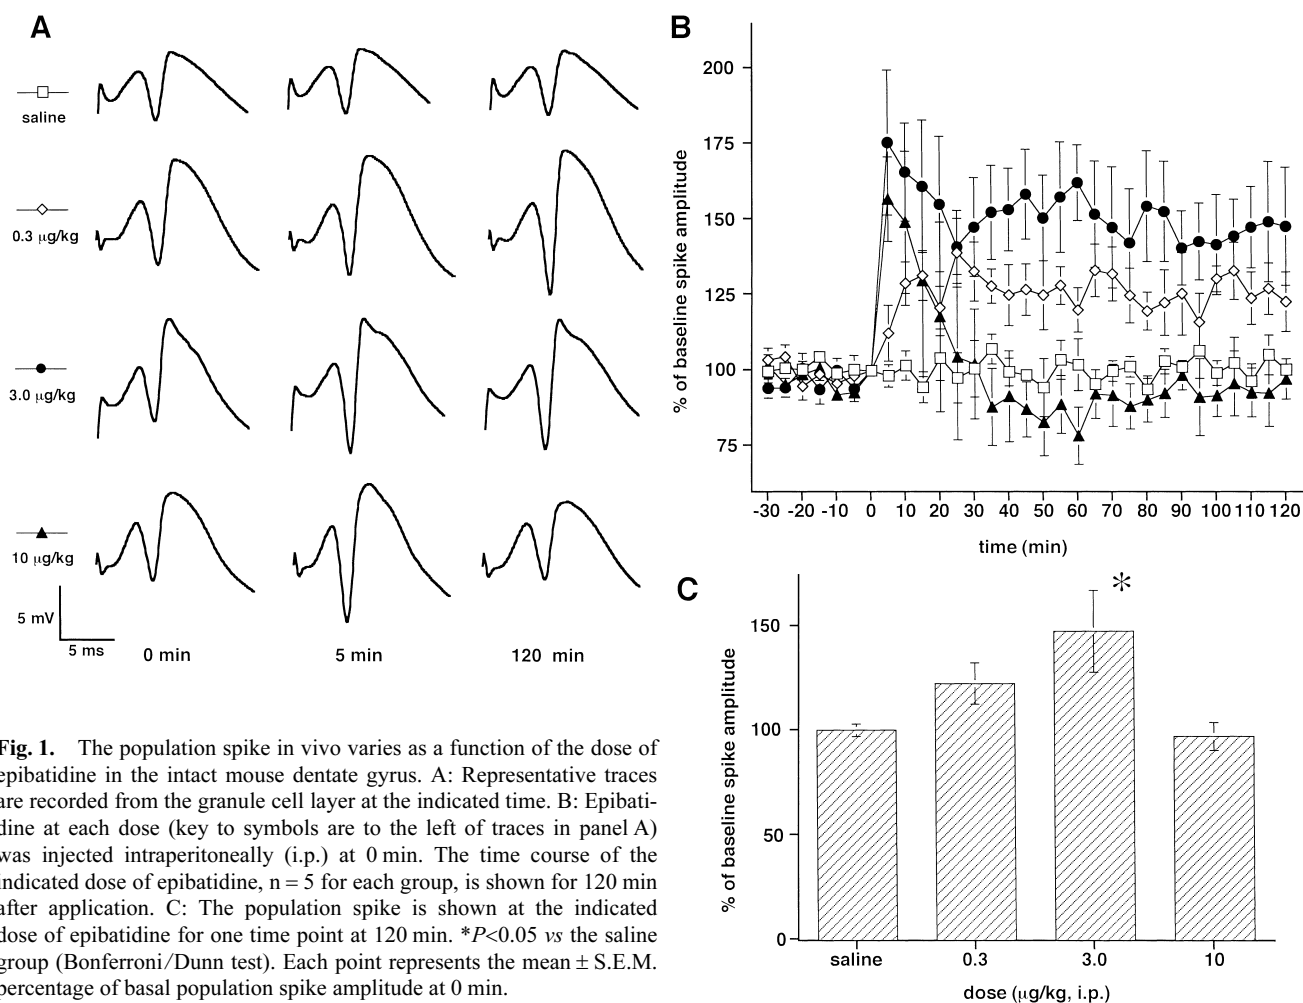 A
saline
0.3 µg/kg
3.0 µg/kg
10 µg/kg
5 mV
5 ms
0 min
5 min
120 min
B
% of baseline spike amplitude
200
175
150
125
100
75
-30 -20 -10 0 10 20 30 40 50 60 70 80 90 100 110 120
time (min)
C
% of baseline spike amplitude
*
150
100
50
0
saline 0.3 3.0 10
dose (µg/kg, i.p.)
Fig. 1. The population spike in vivo varies as a function of the dose of
epibatidine in the intact mouse dentate gyrus. A: Representative traces
are recorded from the granule cell layer at the indicated time. B: Epibati-
dine at each dose (key to symbols are to the left of traces in panel A)
was injected intraperitoneally (i.p.) at 0 min. The time course of the
indicated dose of epibatidine, n = 5 for each group, is shown for 120 min
after application. C: The population spike is shown at the indicated
dose of epibatidine for one time point at 120 min. *P<0.05 vs the saline
group (Bonferroni/Dunn test). Each point represents the mean ± S.E.M.
percentage of basal population spike amplitude at 0 min.